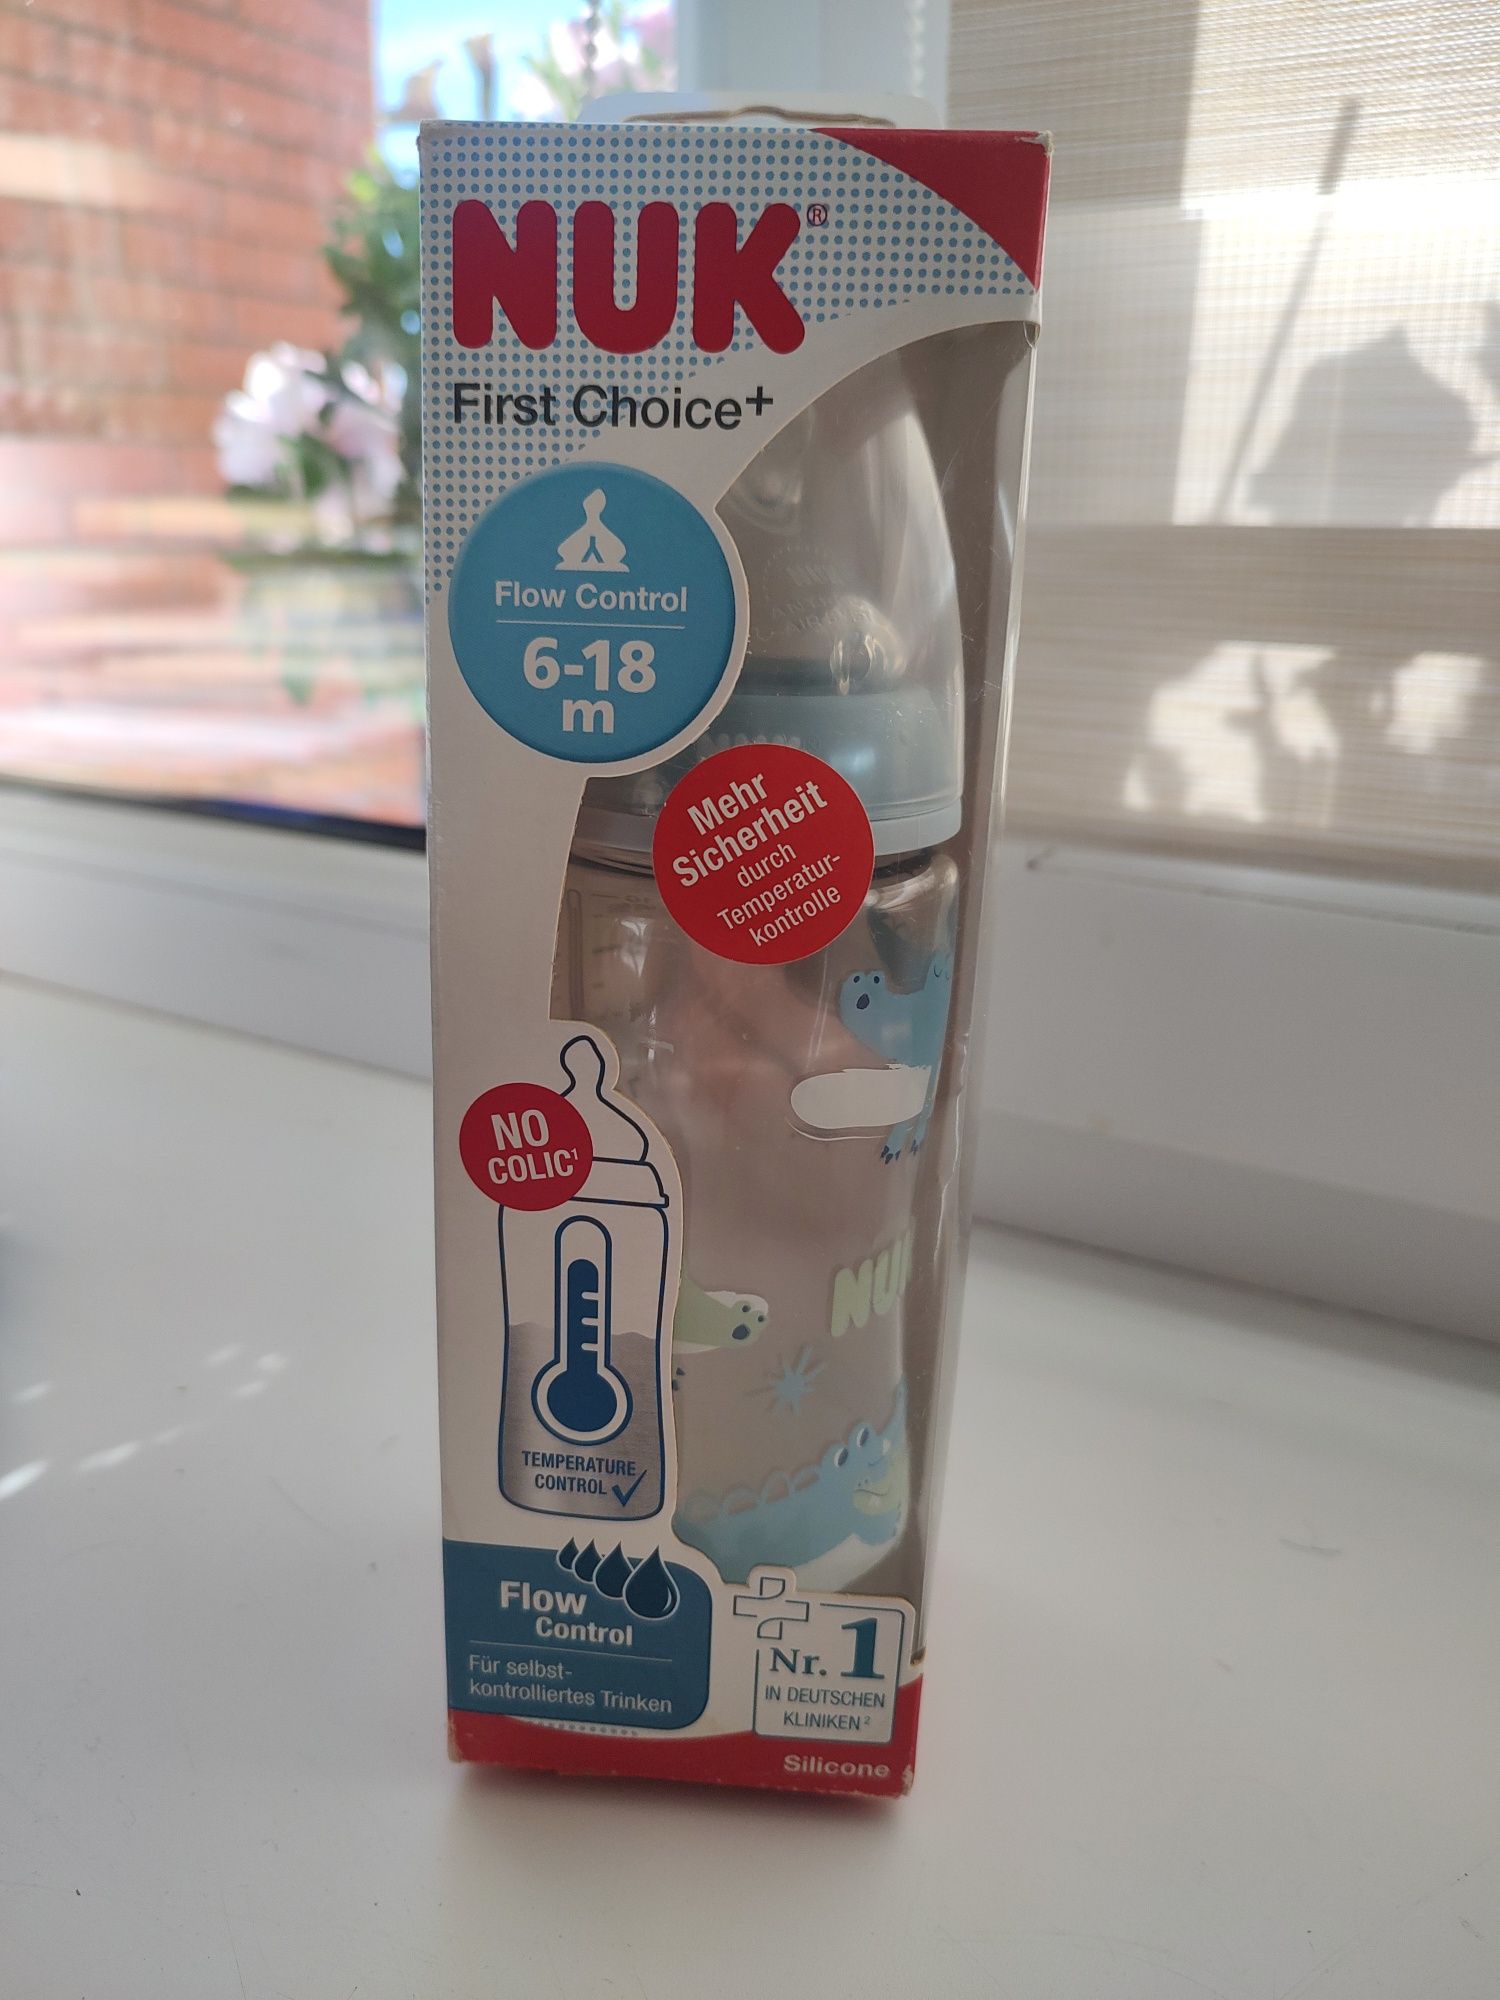 NUK®
First Choice+
Flow Control
6-18
m
Mehr
Sicherheit
durch
Temperatur-
kontrolle
NO
COLIC¹
TEMPERATURE
CONTROL
Flow
Control
Für selbst-
kontrolliertes Trinken
Nr. 1
IN DEUTSCHEN
KLINIKEN²
Silicone